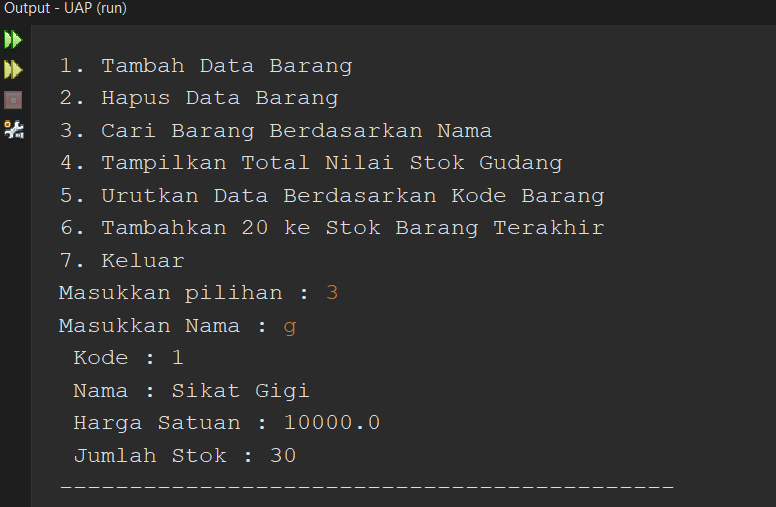 Output - UAP (run)
1. Tambah Data Barang
2. Hapus Data Barang
3. Cari Barang Berdasarkan Nama
4. Tampilkan Total Nilai Stok Gudang
5. Urutkan Data Berdasarkan Kode Barang
6. Tambahkan 20 ke Stok Barang Terakhir
7. Keluar
Masukkan pilihan : 3
Masukkan Nama : g
Kode : 1
Nama : Sikat Gigi
Harga Satuan : 10000.0
Jumlah Stok : 30
--------------------------------------------